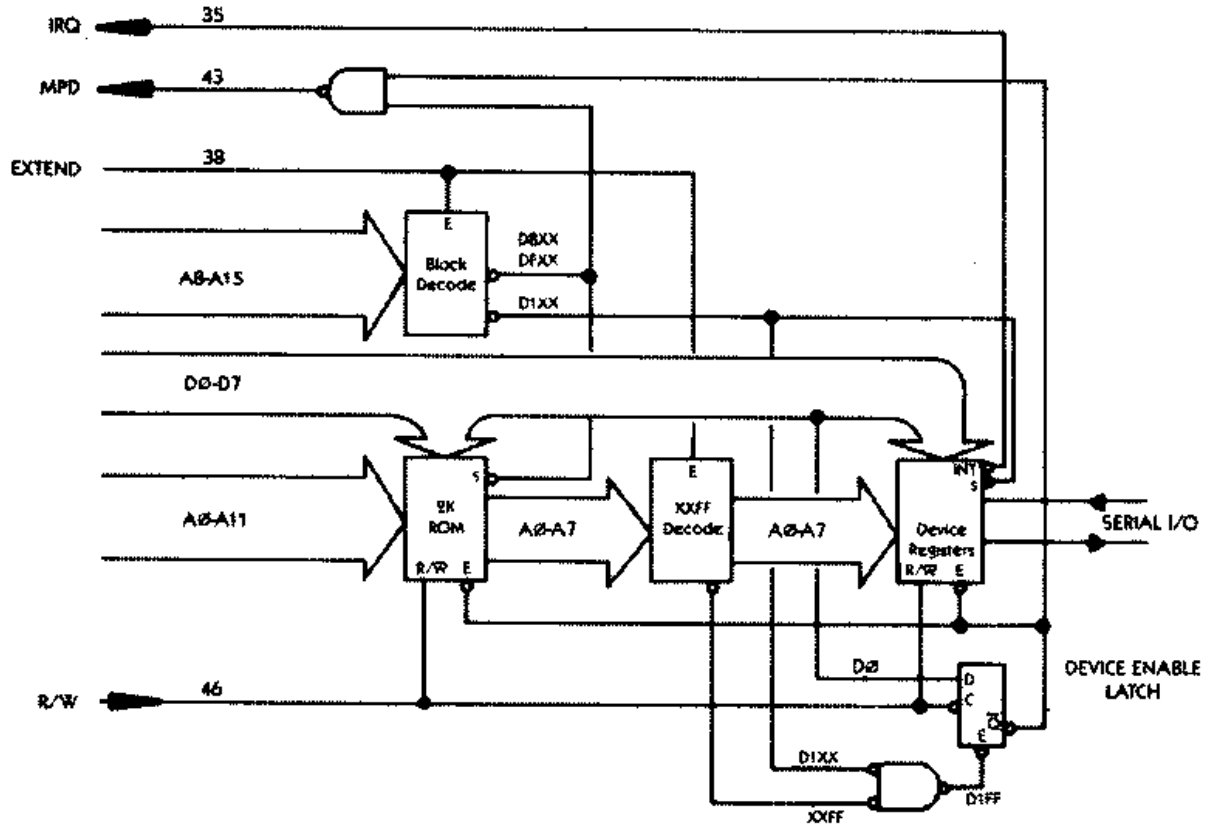 IRQ
35
MPD
43
EXTEND
38
E
Block
Decode
D8XX
DFXX
D1XX
A8-A15
DØ-D7
AØ-A11
S
2K
ROM
R/W E
AØ-A7
E
XXFF
Decode
AØ-A7
INT
S
Device
Registers
R/W E
SERIAL I/O
R/W
46
DØ
D
C
Q
E
DEVICE ENABLE
LATCH
D1XX
XXFF
D1FF